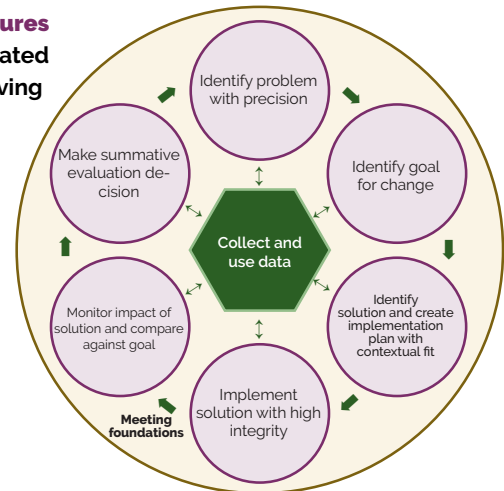 ures
ated
ving
Identify problem
with precision
Identify goal
for change
Identify
solution and create
implementation
plan with
contextual fit
Implement
solution with high
integrity
Monitor impact of
solution and compare
against goal
Make summative
evaluation de-
cision
Collect and
use data
Meeting
foundations